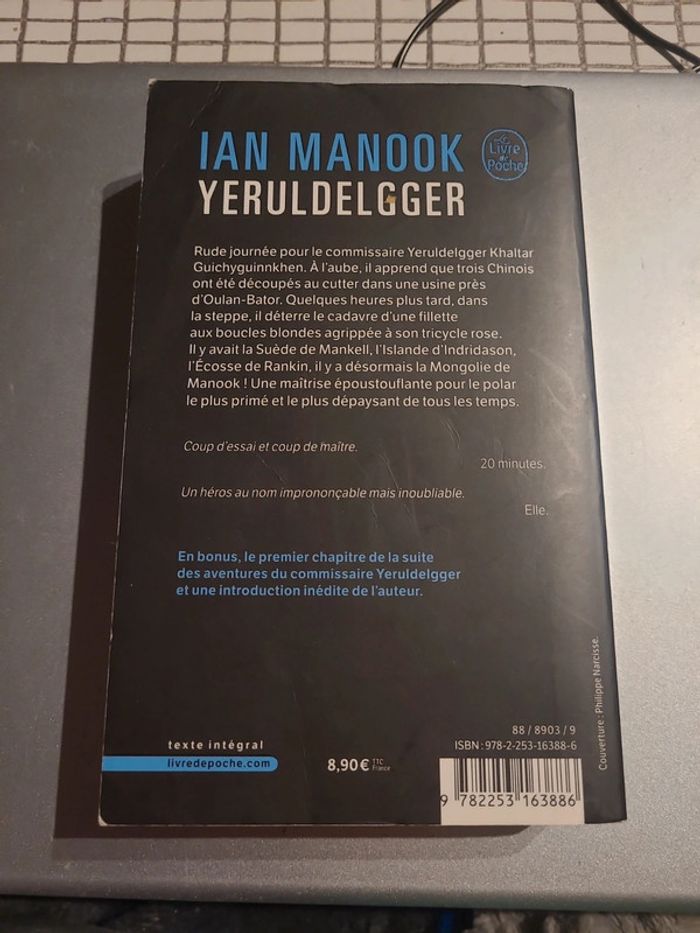 IAN MANOOK
Le
Livre
de
Poche
YERULDELGGER
Rude journée pour le commissaire Yeruldelgger Khaltar
Guichyguinnkhen. À l'aube, il apprend que trois Chinois
ont été découpés au cutter dans une usine près
d'Oulan-Bator. Quelques heures plus tard, dans
la steppe, il déterre le cadavre d'une fillette
aux boucles blondes agrippée à son tricycle rose.
Il y avait la Suède de Mankell, l'Islande d'Indridason,
l'Écosse de Rankin, il y a désormais la Mongolie de
Manook ! Une maîtrise époustouflante pour le polar
le plus primé et le plus dépaysant de tous les temps.
Coup d'essai et coup de maître.
20 minutes.
Un héros au nom imprononçable mais inoubliable.
Elle.
En bonus, le premier chapitre de la suite
des aventures du commissaire Yeruldelgger
et une introduction inédite de l'auteur.
Couverture : Philippe Narcisse.
texte intégral
livredepoche.com
8,90 € TTC
France
88 / 8903 / 9
ISBN : 978-2-253-16388-6
9 782253 163886